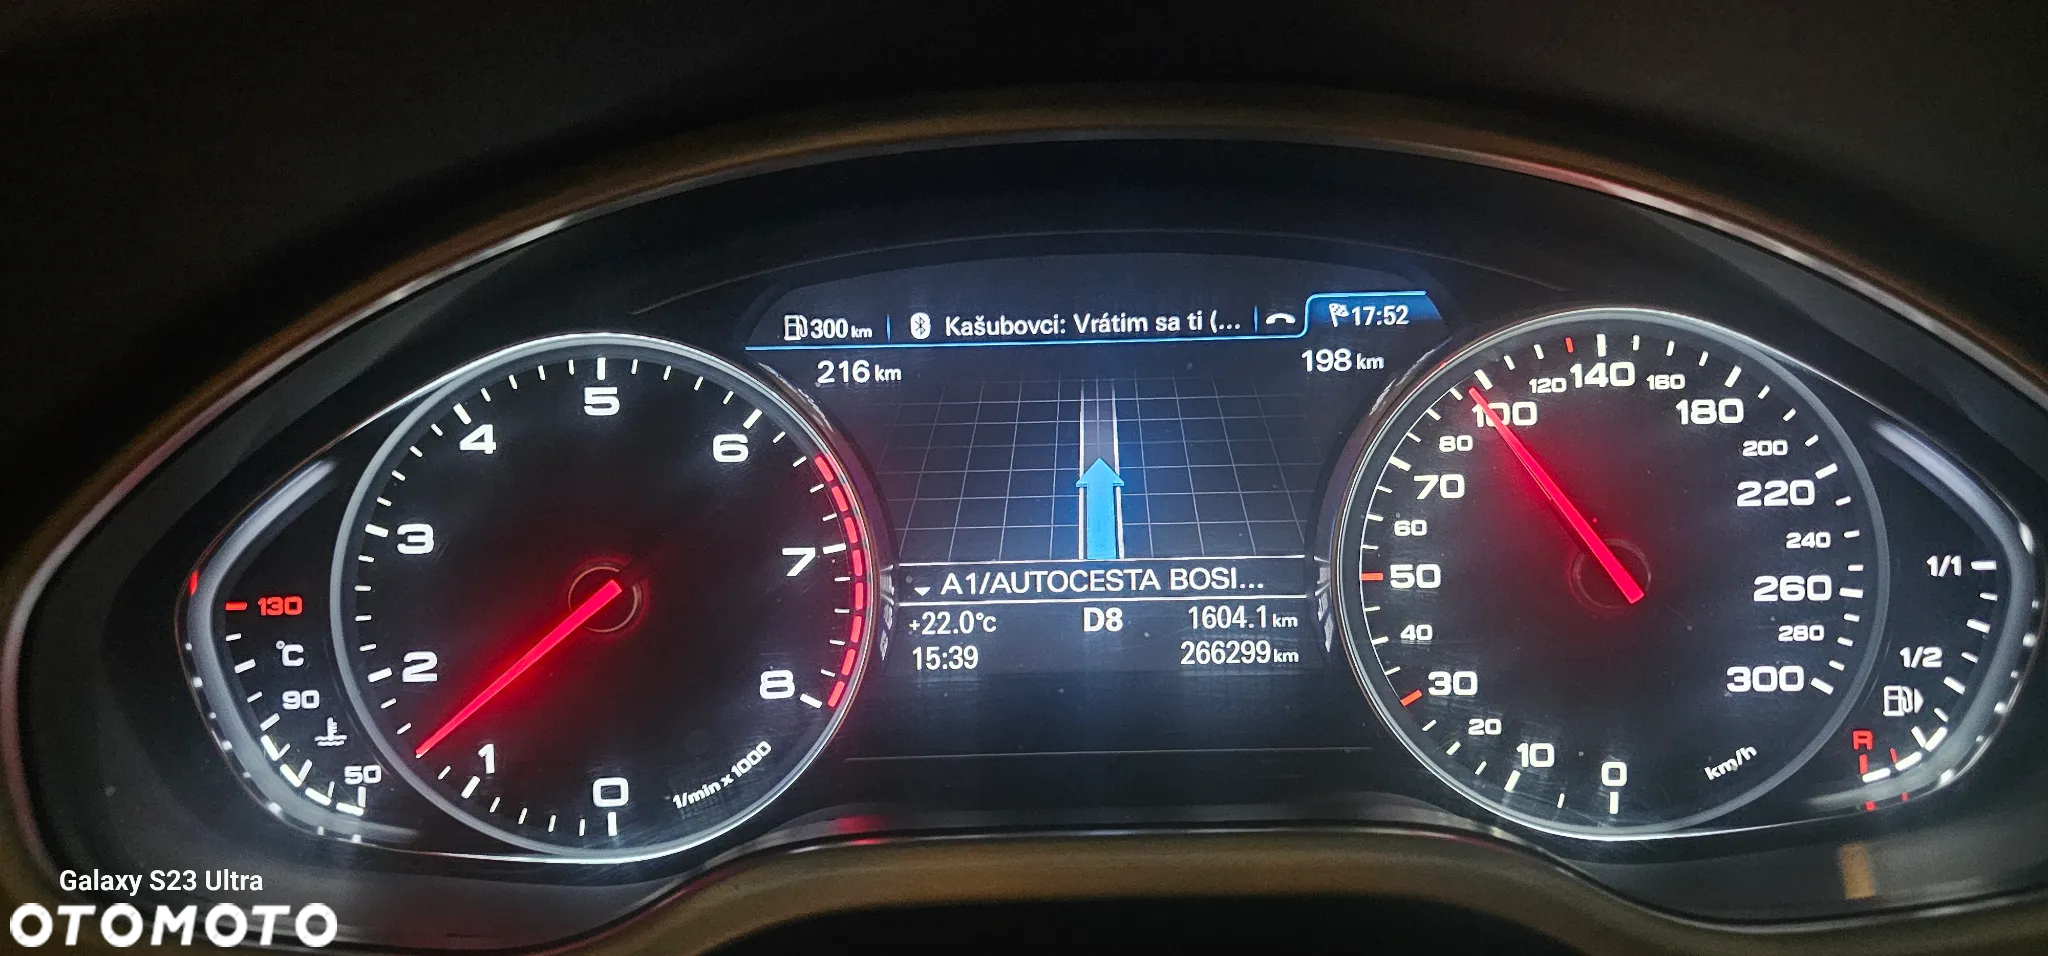 300 km
Kašubovci: Vrátim sa ti (...
17:52
216 km
198 km
A1/AUTOCESTA BOSI...
+22.0°C
D8
1604.1 km
15:39
266299 km
0
1
2
3
4
5
6
7
8
1/min x 1000
130
°C
90
50
0
10
20
30
40
50
60
70
80
100
120
140
160
180
200
220
240
260
280
300
km/h
1/1
1/2
R
Galaxy S23 Ultra
OTOMOTO